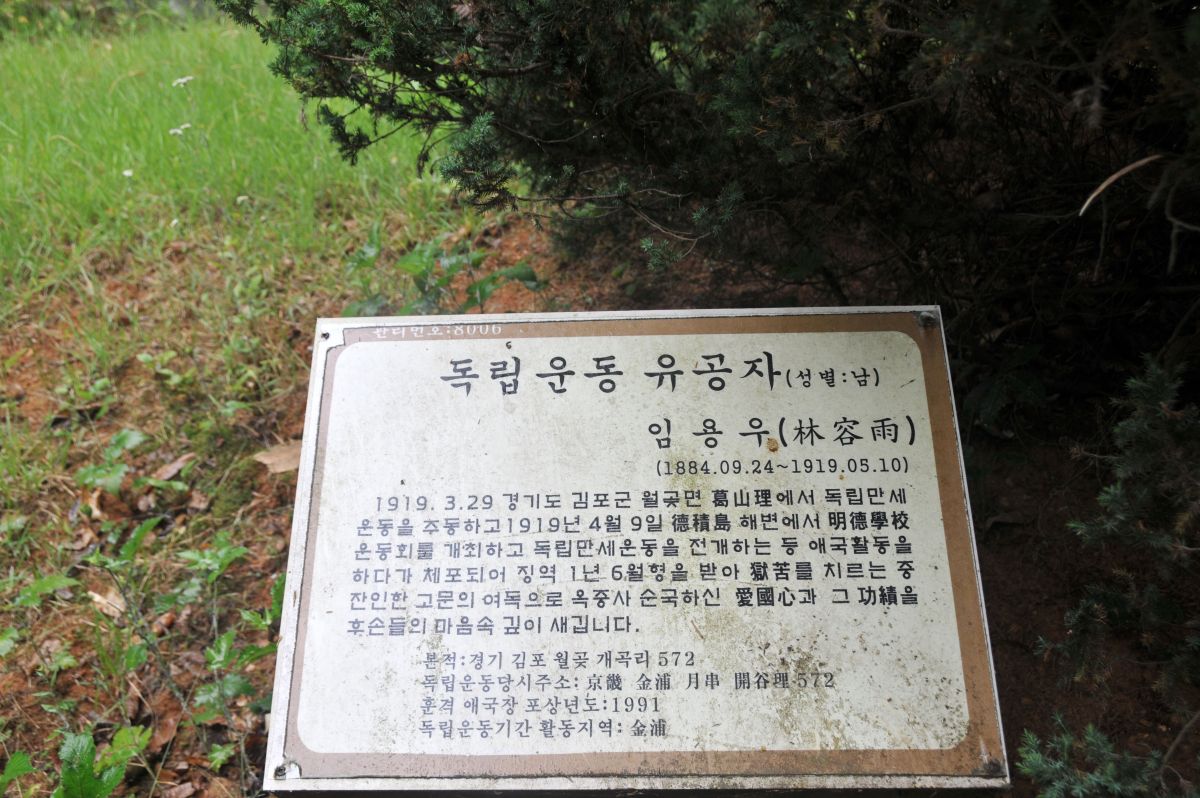 관리번호:8006
독립운동 유공자(성별:남)
임 용 우(林容雨)
(1884.09.24~1919.05.10)
1919. 3.29 경기도 김포군 월곶면 葛山理에서 독립만세
운동을 주동하고1919년 4월 9일 德積島 해변에서 明德學校
운동회를 개최하고 독립만세운동을 전개하는 등 애국활동을
하다가 체포되어 징역 1년 6월형을 받아 獄苦를 치르는 중
잔인한 고문의 여독으로 옥중사 순국하신 愛國心과 그 功績을
후손들의 마음속 깊이 새깁니다.
본적:경기 김포 월곶 개곡리 572
독립운동당시주소: 京畿 金浦 月串 開谷理 572
훈격 애국장 포상년도:1991
독립운동기간 활동지역: 金浦